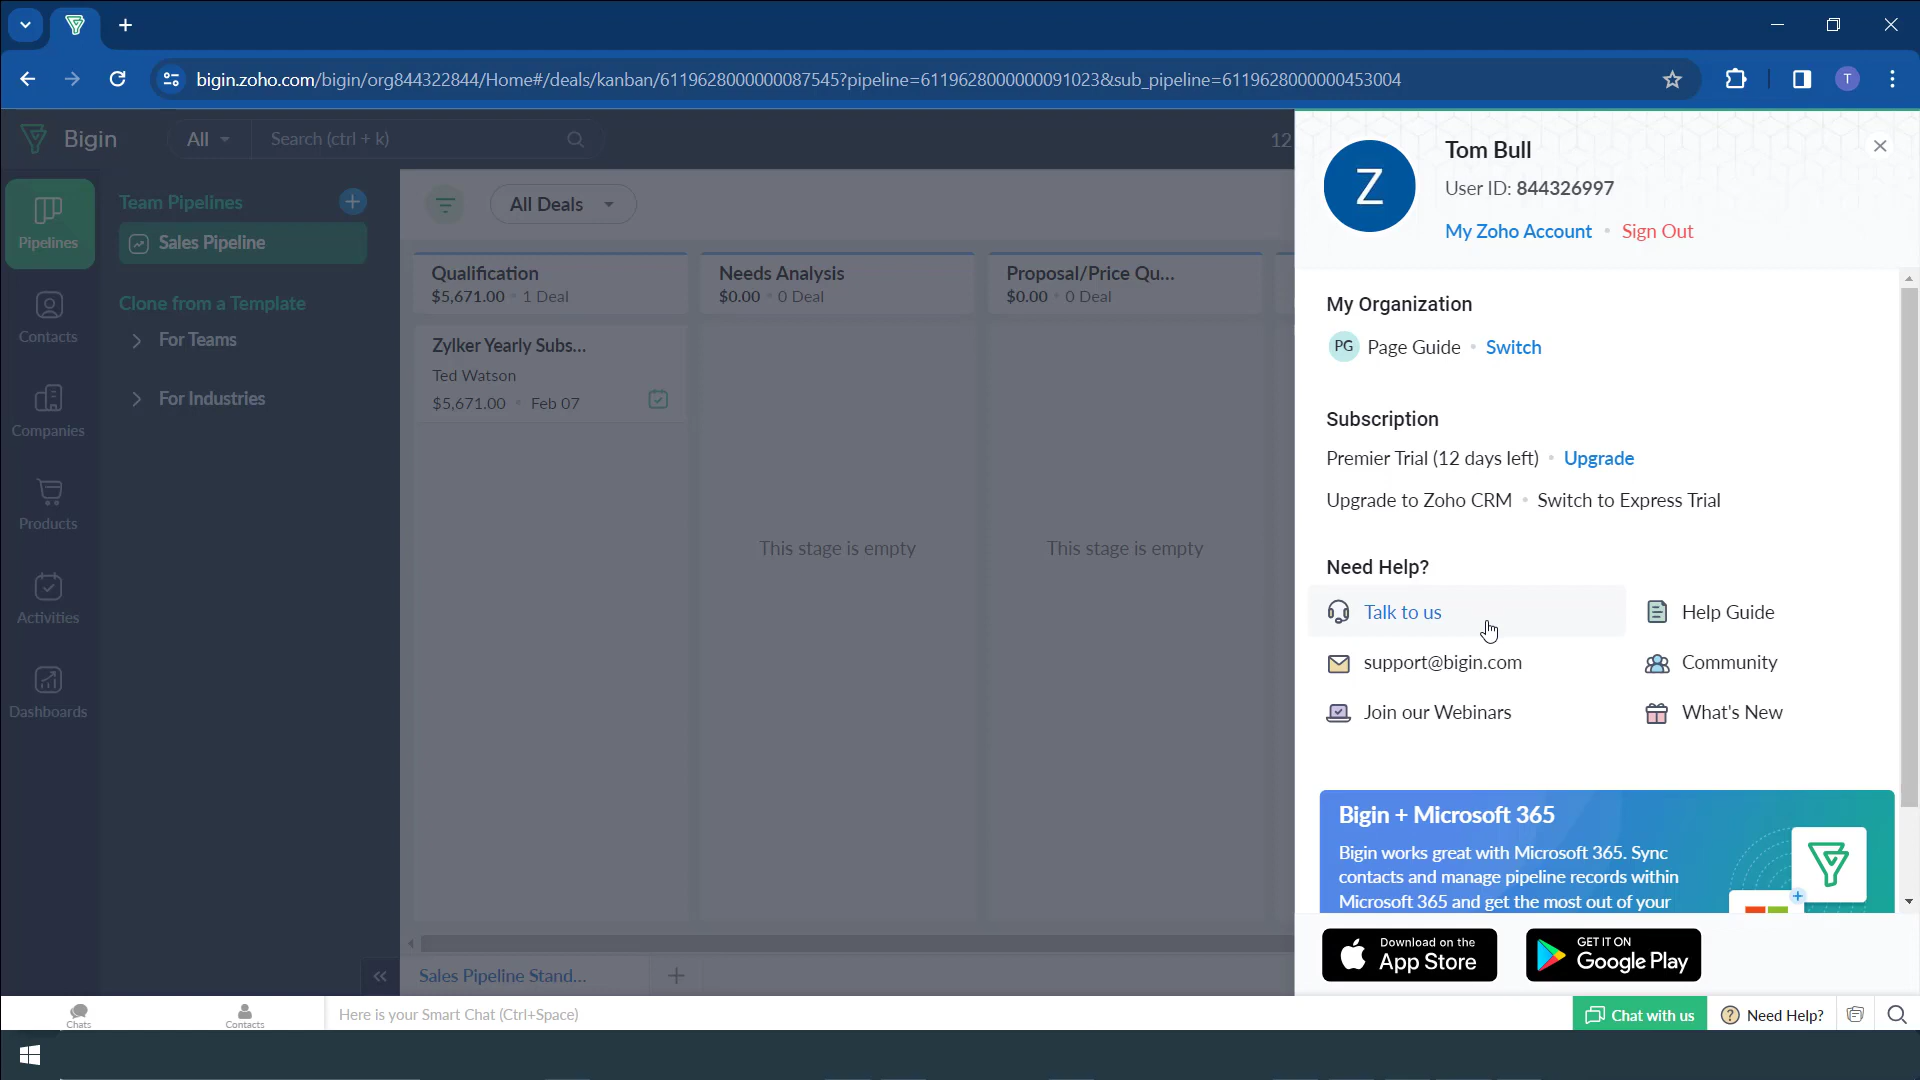 bigin.zoho.com/bigin/org844322844/Home#/deals/kanban/6119628000000087545?pipeline=6119628000000091023&sub_pipeline=6119628000000453004
T
Bigin
All
Search (ctrl + k)
12
Pipelines
Contacts
Companies
Products
Activities
Dashboards
Team Pipelines
Sales Pipeline
Clone from a Template
For Teams
For Industries
All Deals
Qualification
$5,671.00 • 1 Deal
Needs Analysis
$0.00 • 0 Deal
Proposal/Price Qu...
$0.00 • 0 Deal
Zylker Yearly Subs...
Ted Watson
$5,671.00 • Feb 07
This stage is empty
This stage is empty
Sales Pipeline Stand...
Z
Tom Bull
User ID: 844326997
My Zoho Account • Sign Out
My Organization
PG Page Guide • Switch
Subscription
Premier Trial (12 days left) • Upgrade
Upgrade to Zoho CRM • Switch to Express Trial
Need Help?
Talk to us
Help Guide
support@bigin.com
Community
Join our Webinars
What's New
Bigin + Microsoft 365
Bigin works great with Microsoft 365. Sync
contacts and manage pipeline records within
Microsoft 365 and get the most out of your
Download on the
App Store
GET IT ON
Google Play
Chats
Contacts
Here is your Smart Chat (Ctrl+Space)
Chat with us
Need Help?